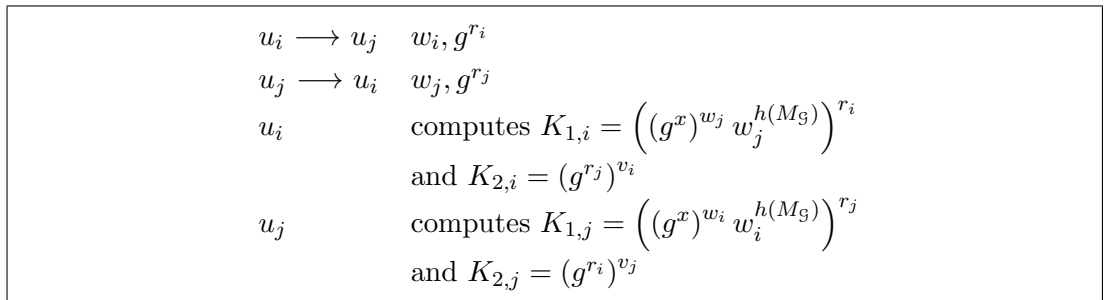 u_i ⟶ u_j w_i, g^{r_i}
u_j ⟶ u_i w_j, g^{r_j}
u_i computes K_{1,i} = ((g^x)^{w_j} w_j^{h(M_𝒢)})^{r_i}
and K_{2,i} = (g^{r_j})^{v_i}
u_j computes K_{1,j} = ((g^x)^{w_i} w_i^{h(M_𝒢)})^{r_j}
and K_{2,j} = (g^{r_i})^{v_j}